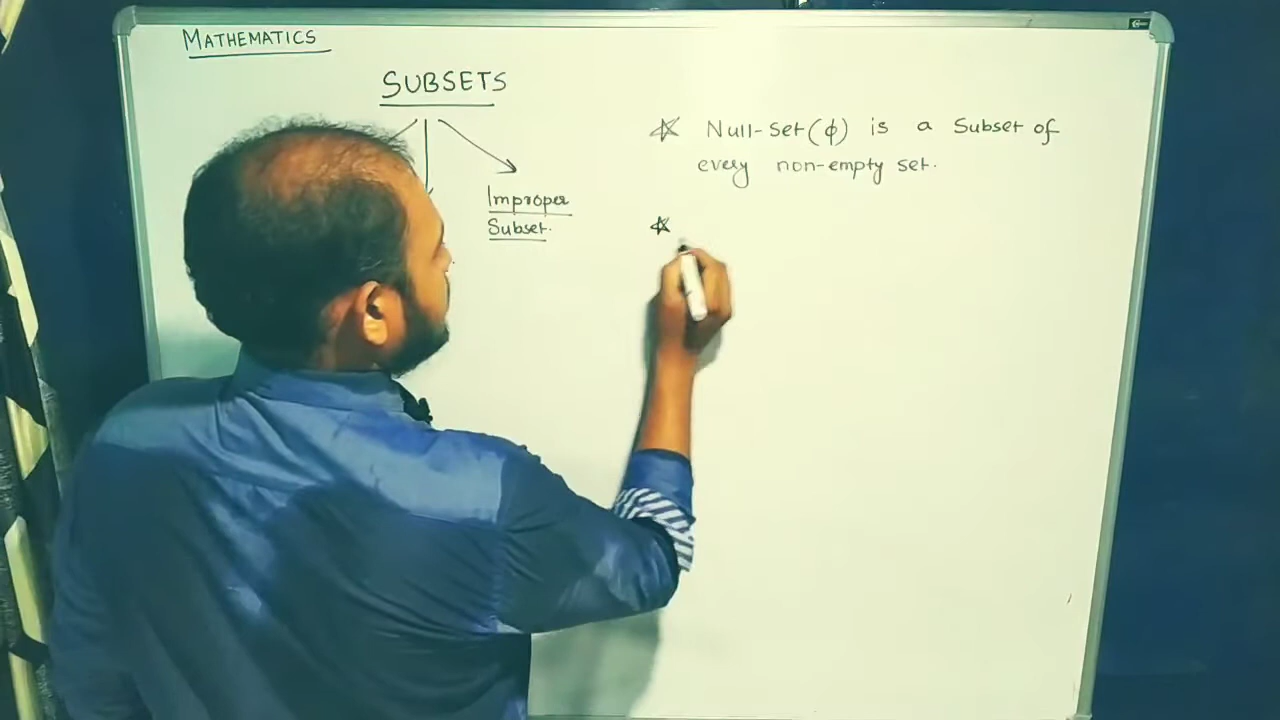 MATHEMATICS
SUBSETS
Improper
Subset.
☆ Null-Set(ϕ) is a Subset of
every non-empty set.
☆